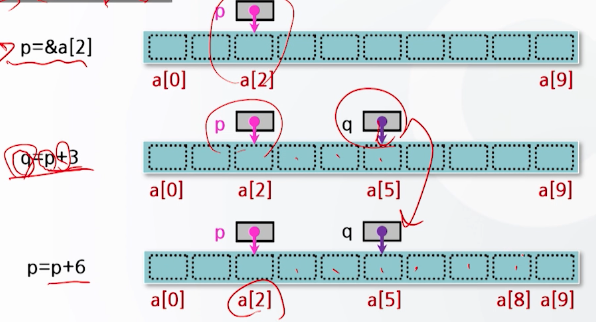 p
p=&a[2]
a[0] a[2] a[9]
p q
q=p+3
a[0] a[2] a[5] a[9]
p q
p=p+6
a[0] a[2] a[5] a[8] a[9]